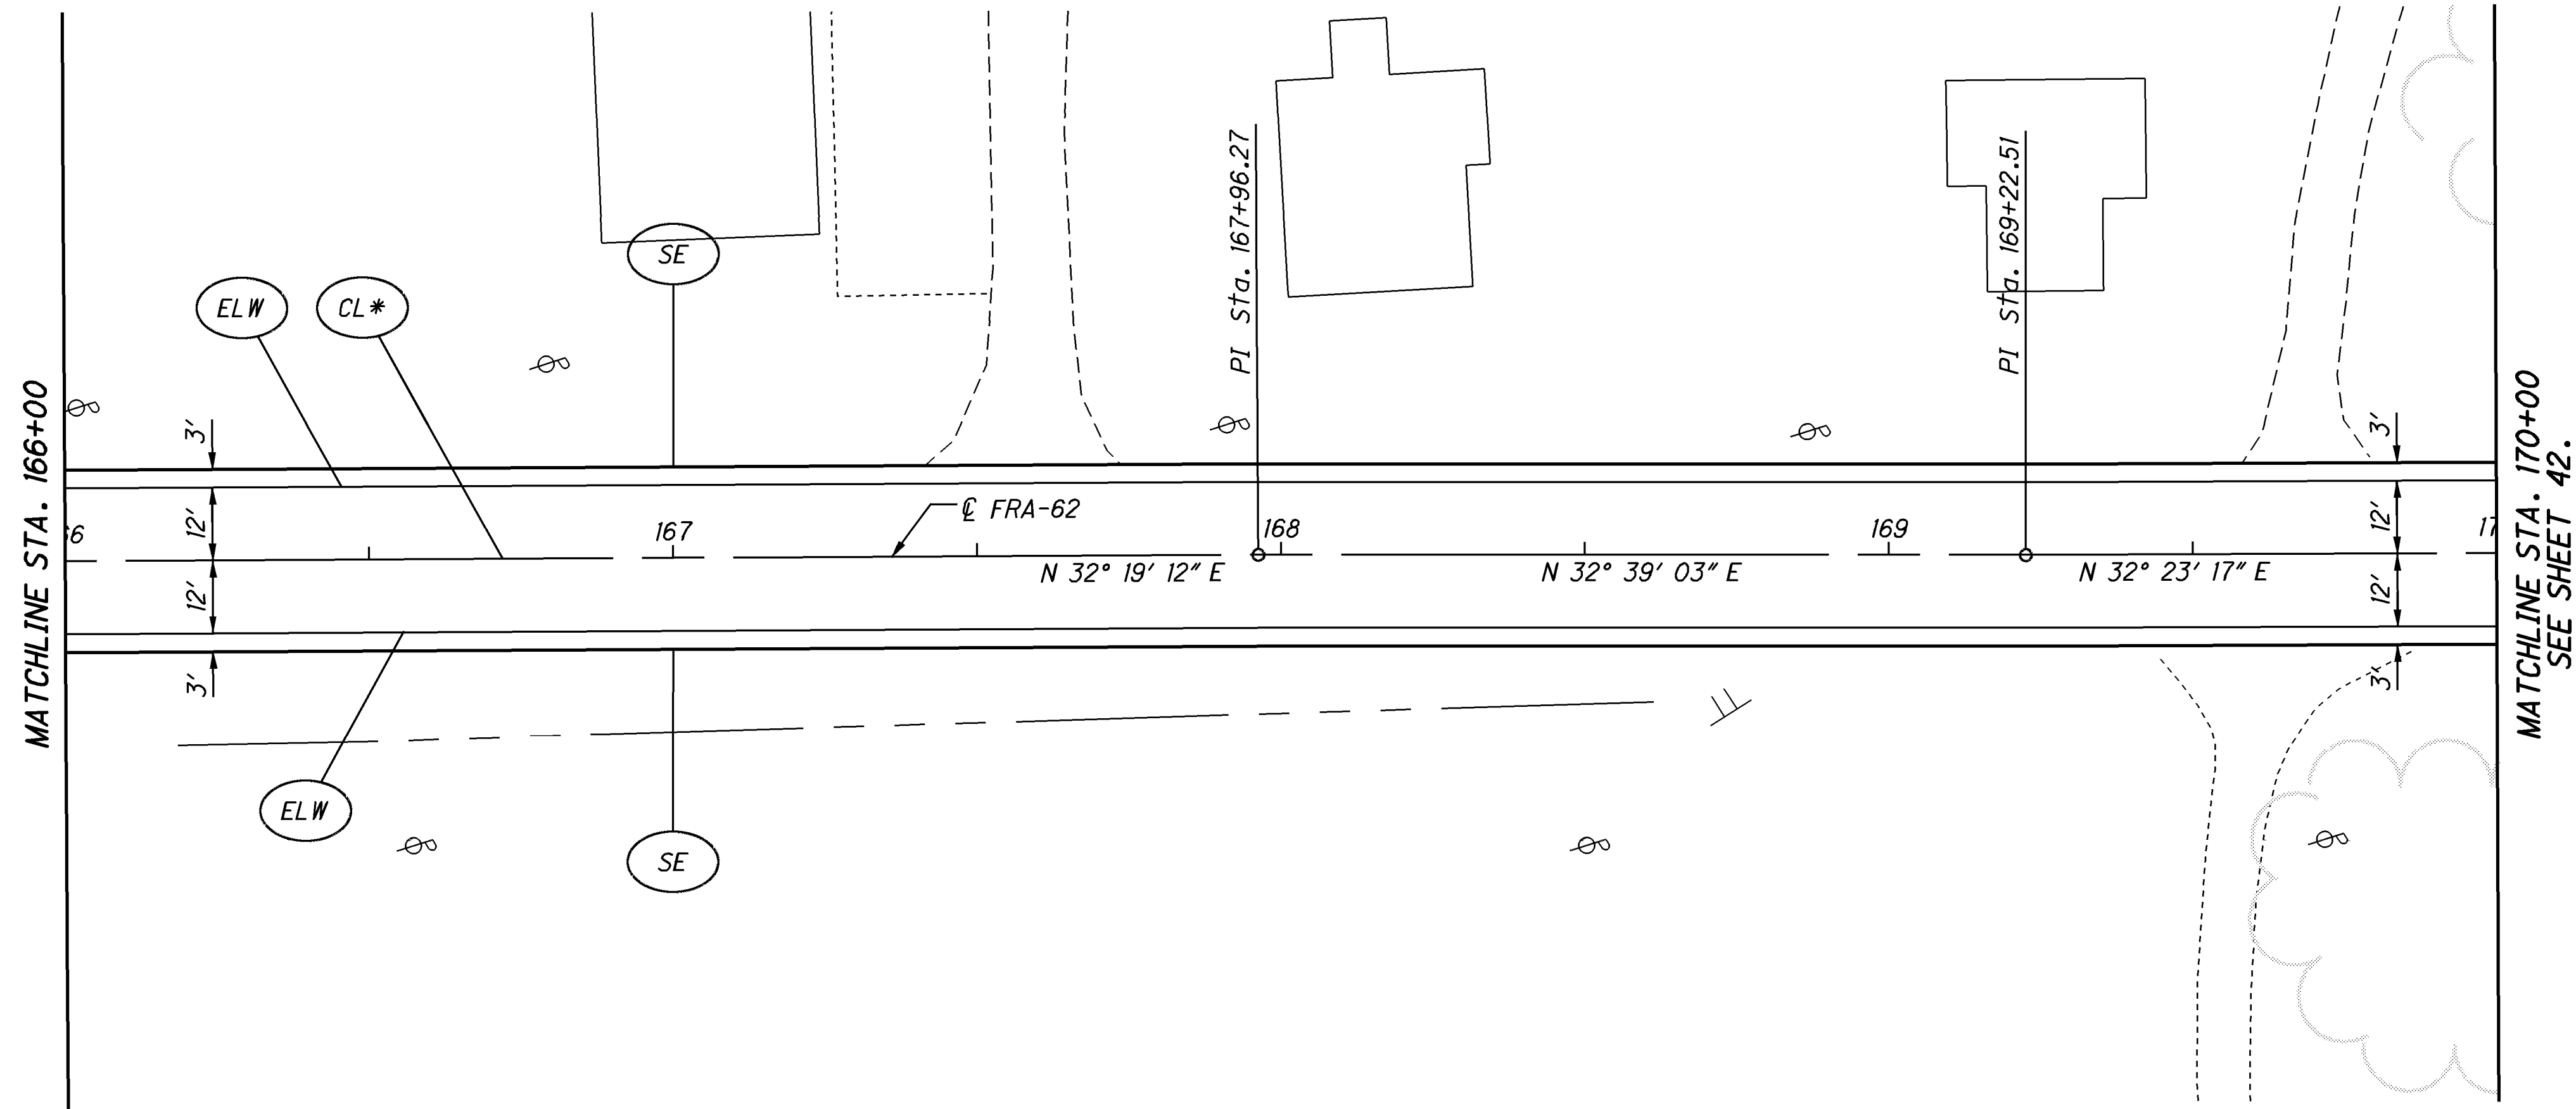 MATCHLINE STA. 166+00
ELW
CL*
SE
PI Sta. 167+96.27
PI Sta. 169+22.51
3'
12'
12'
3'
167
℄ FRA-62
168
169
17
N 32° 19' 12" E
N 32° 39' 03" E
N 32° 23' 17" E
3'
12'
12'
3'
ELW
SE
MATCHLINE STA. 170+00
SEE SHEET 42.